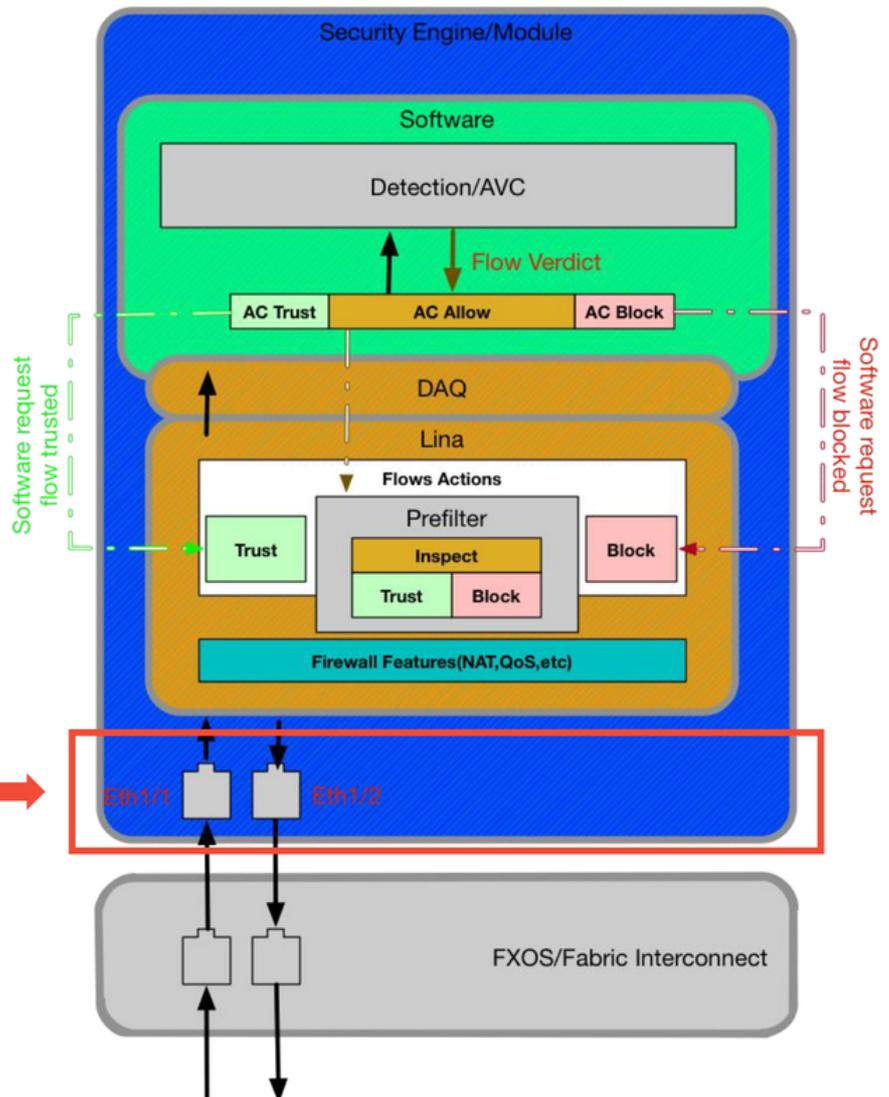 Security Engine/Module
Software
Detection/AVC
Flow Verdict
AC Trust
AC Allow
AC Block
Software request
flow trusted
Software request
flow blocked
DAQ
Lina
Flows Actions
Prefilter
Trust
Inspect
Block
Trust
Block
Firewall Features(NAT,QoS,etc)
Eth1/1
Eth1/2
FXOS/Fabric Interconnect